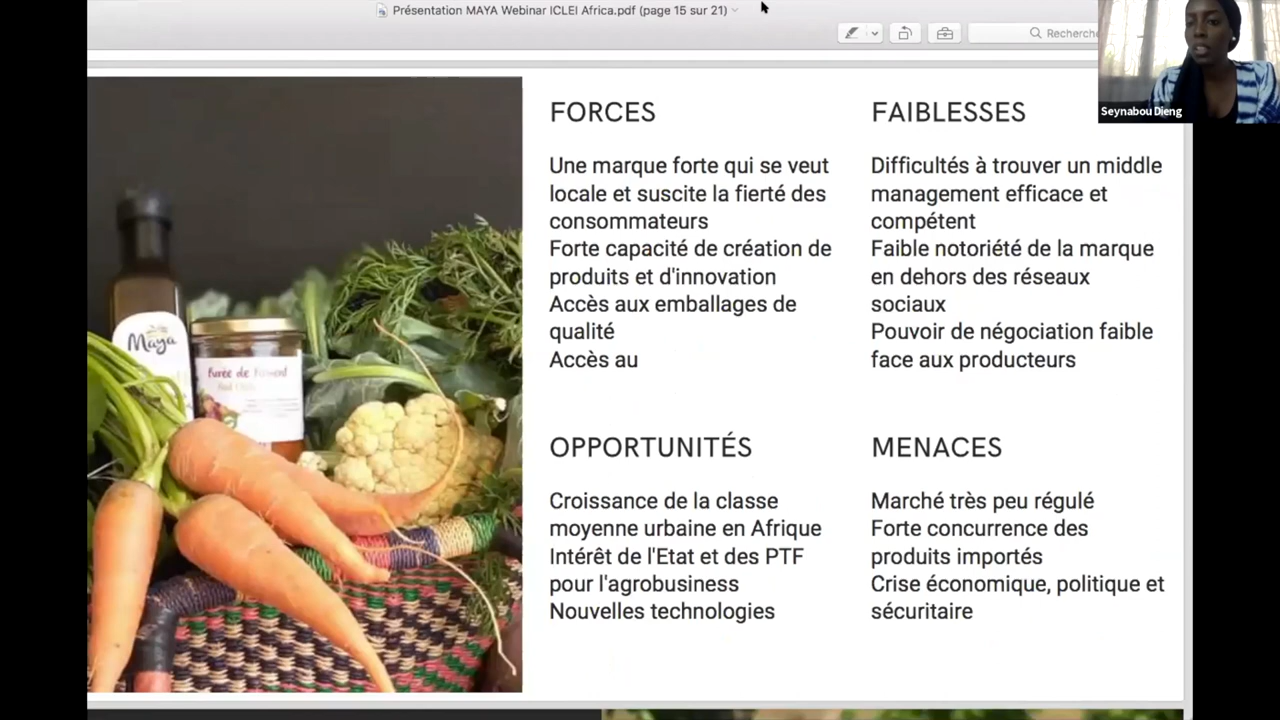 Présentation MAYA Webinar ICLEI Africa.pdf (page 15 sur 21)
Recherche
Seynabou Dieng
Maya
Purée de Piment
FORCES
Une marque forte qui se veut
locale et suscite la fierté des
consommateurs
Forte capacité de création de
produits et d'innovation
Accès aux emballages de
qualité
Accès au
FAIBLESSES
Difficultés à trouver un middle
management efficace et
compétent
Faible notoriété de la marque
en dehors des réseaux
sociaux
Pouvoir de négociation faible
face aux producteurs
OPPORTUNITÉS
Croissance de la classe
moyenne urbaine en Afrique
Intérêt de l'Etat et des PTF
pour l'agrobusiness
Nouvelles technologies
MENACES
Marché très peu régulé
Forte concurrence des
produits importés
Crise économique, politique et
sécuritaire